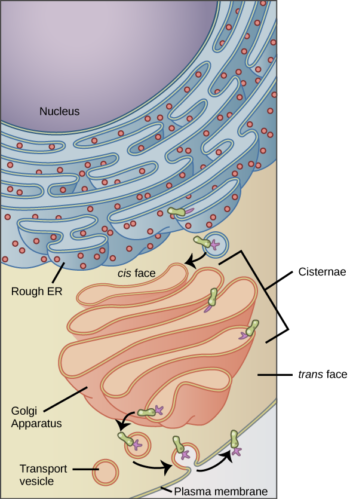 Nucleus
cis face
Cisternae
Rough ER
trans face
Golgi
Apparatus
Transport
vesicle
Plasma membrane